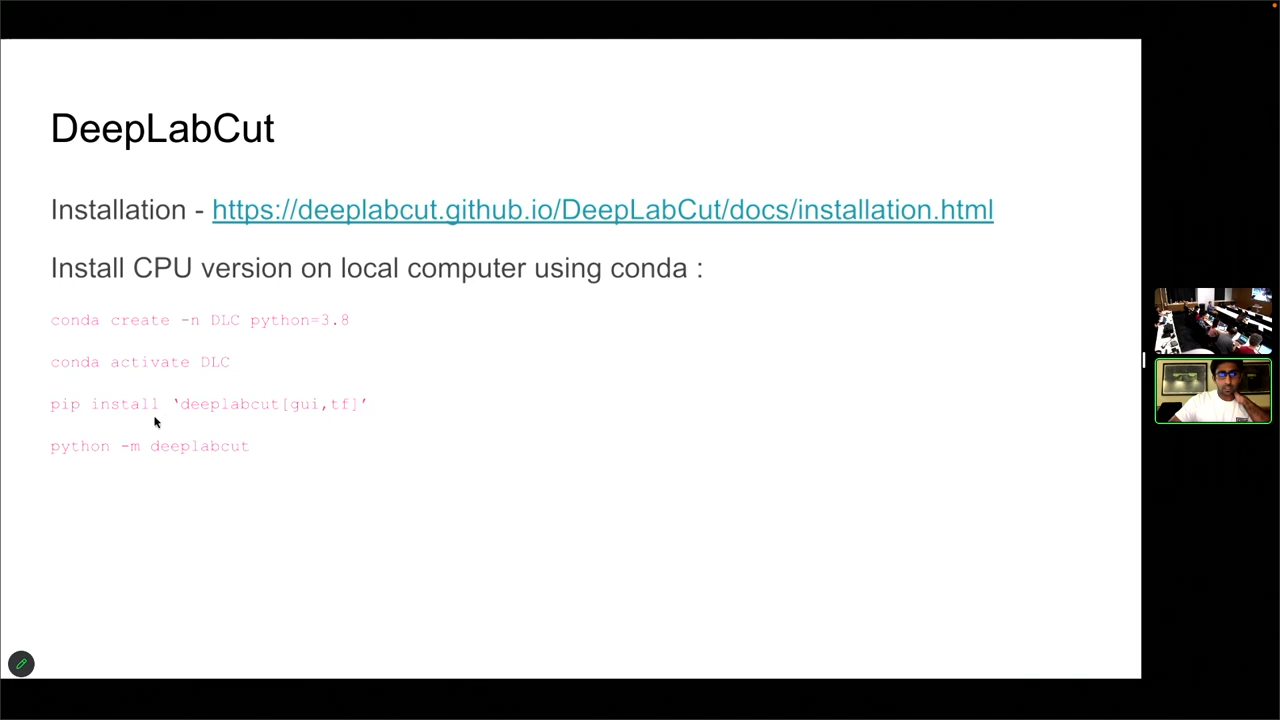 DeepLabCut
Installation - https://deeplabcut.github.io/DeepLabCut/docs/installation.html
Install CPU version on local computer using conda :
conda create -n DLC python=3.8
conda activate DLC
pip install ‘deeplabcut[gui,tf]’
python -m deeplabcut